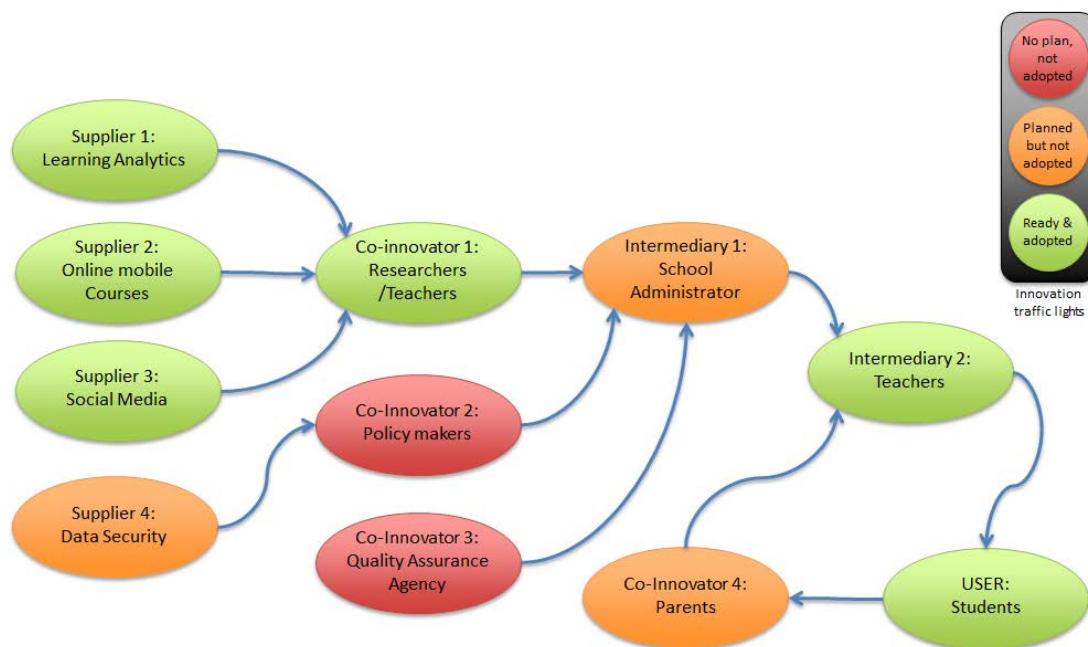 No plan,
not
adopted
Planned
but not
adopted
Ready &
adopted
Innovation
traffic lights
Supplier 1:
Learning Analytics
Supplier 2:
Online mobile
Courses
Supplier 3:
Social Media
Supplier 4:
Data Security
Co-innovator 1:
Researchers
/Teachers
Co-Innovator 2:
Policy makers
Co-Innovator 3:
Quality Assurance
Agency
Intermediary 1:
School
Administrator
Intermediary 2:
Teachers
Co-Innovator 4:
Parents
USER:
Students